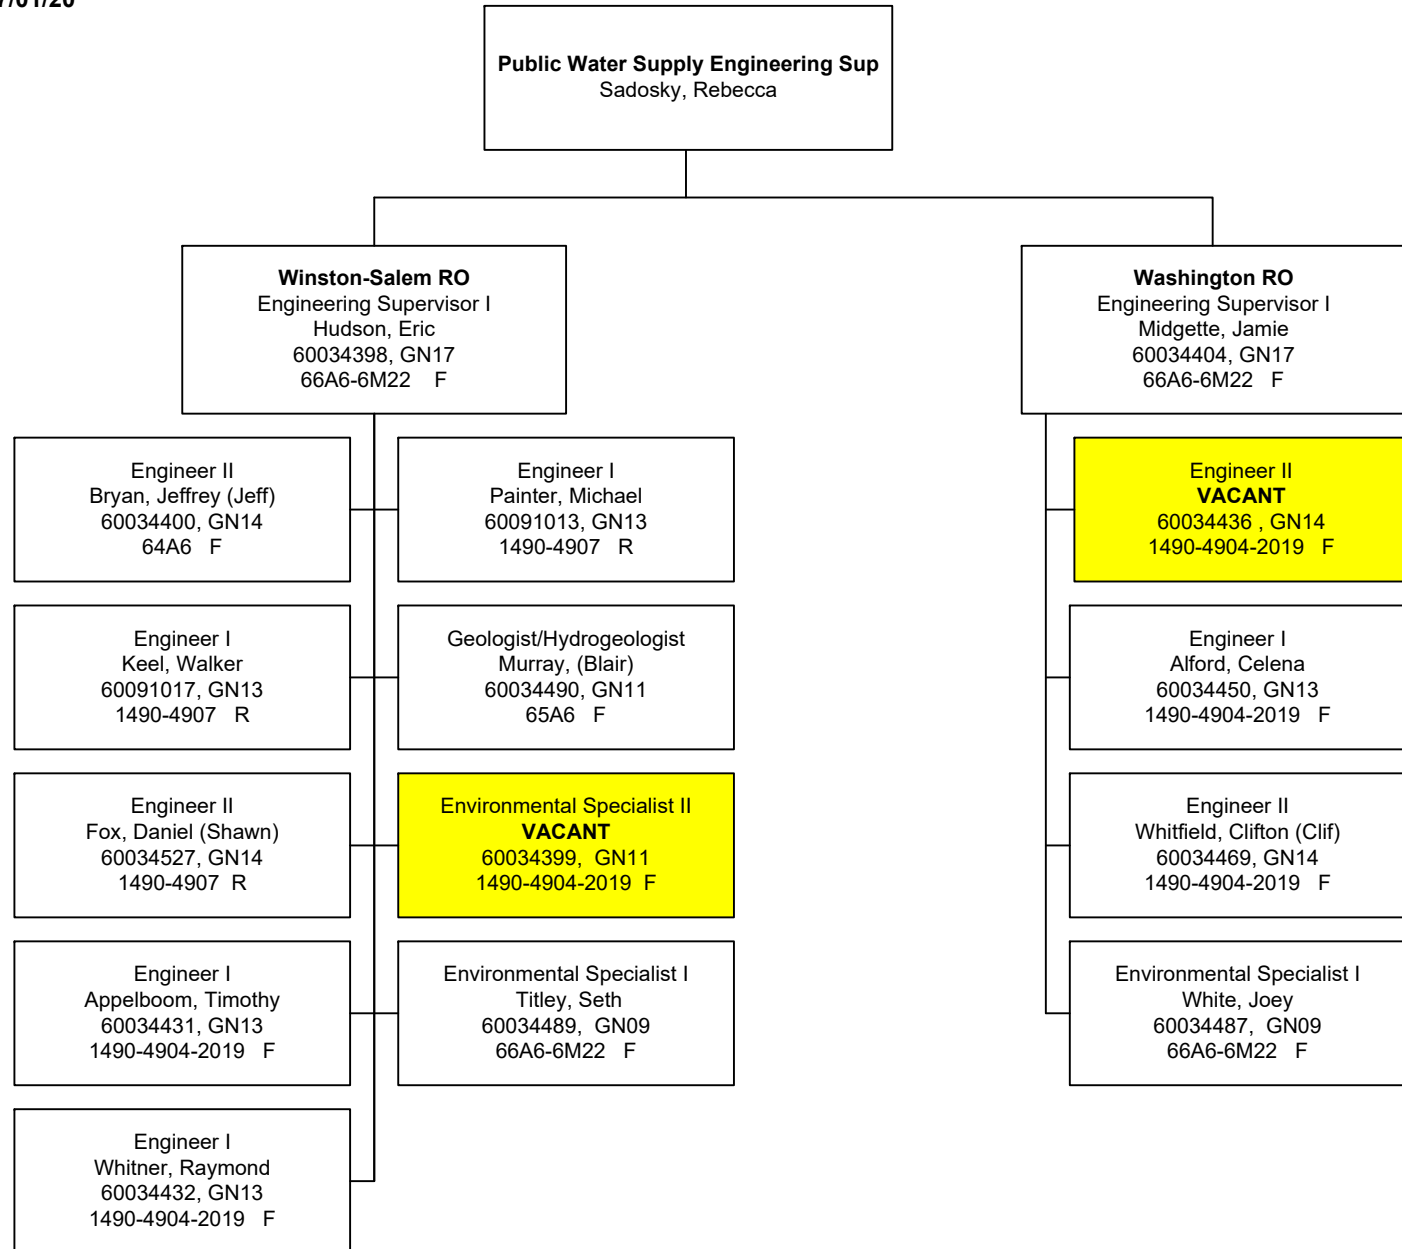 7/01/20
Public Water Supply Engineering Sup
Sadosky, Rebecca
Winston-Salem RO
Engineering Supervisor I
Hudson, Eric
60034398, GN17
66A6-6M22 F
Washington RO
Engineering Supervisor I
Midgette, Jamie
60034404, GN17
66A6-6M22 F
Engineer II
Bryan, Jeffrey (Jeff)
60034400, GN14
64A6 F
Engineer I
Painter, Michael
60091013, GN13
1490-4907 R
Engineer II
VACANT
60034436 , GN14
1490-4904-2019 F
Engineer I
Keel, Walker
60091017, GN13
1490-4907 R
Geologist/Hydrogeologist
Murray, (Blair)
60034490, GN11
65A6 F
Engineer I
Alford, Celena
60034450, GN13
1490-4904-2019 F
Engineer II
Fox, Daniel (Shawn)
60034527, GN14
1490-4907 R
Environmental Specialist II
VACANT
60034399, GN11
1490-4904-2019 F
Engineer II
Whitfield, Clifton (Clif)
60034469, GN14
1490-4904-2019 F
Engineer I
Appelboom, Timothy
60034431, GN13
1490-4904-2019 F
Environmental Specialist I
Titley, Seth
60034489, GN09
66A6-6M22 F
Environmental Specialist I
White, Joey
60034487, GN09
66A6-6M22 F
Engineer I
Whitner, Raymond
60034432, GN13
1490-4904-2019 F